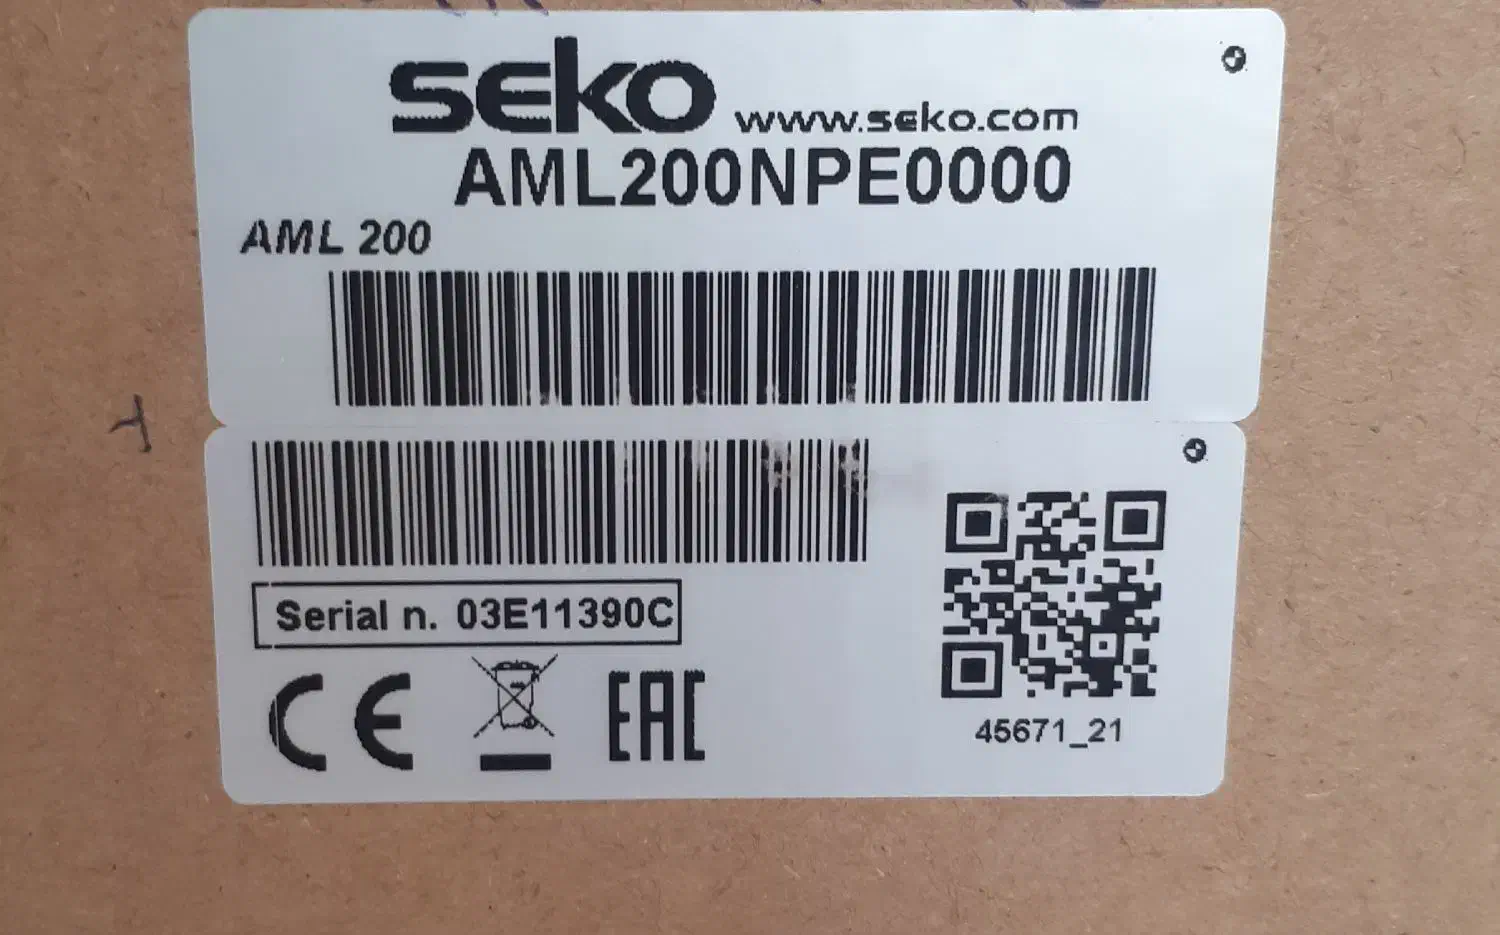 SEKO www.seko.com
AML200NPE0000
AML 200
Serial n. 03E11390C
CE EAC
45671_21